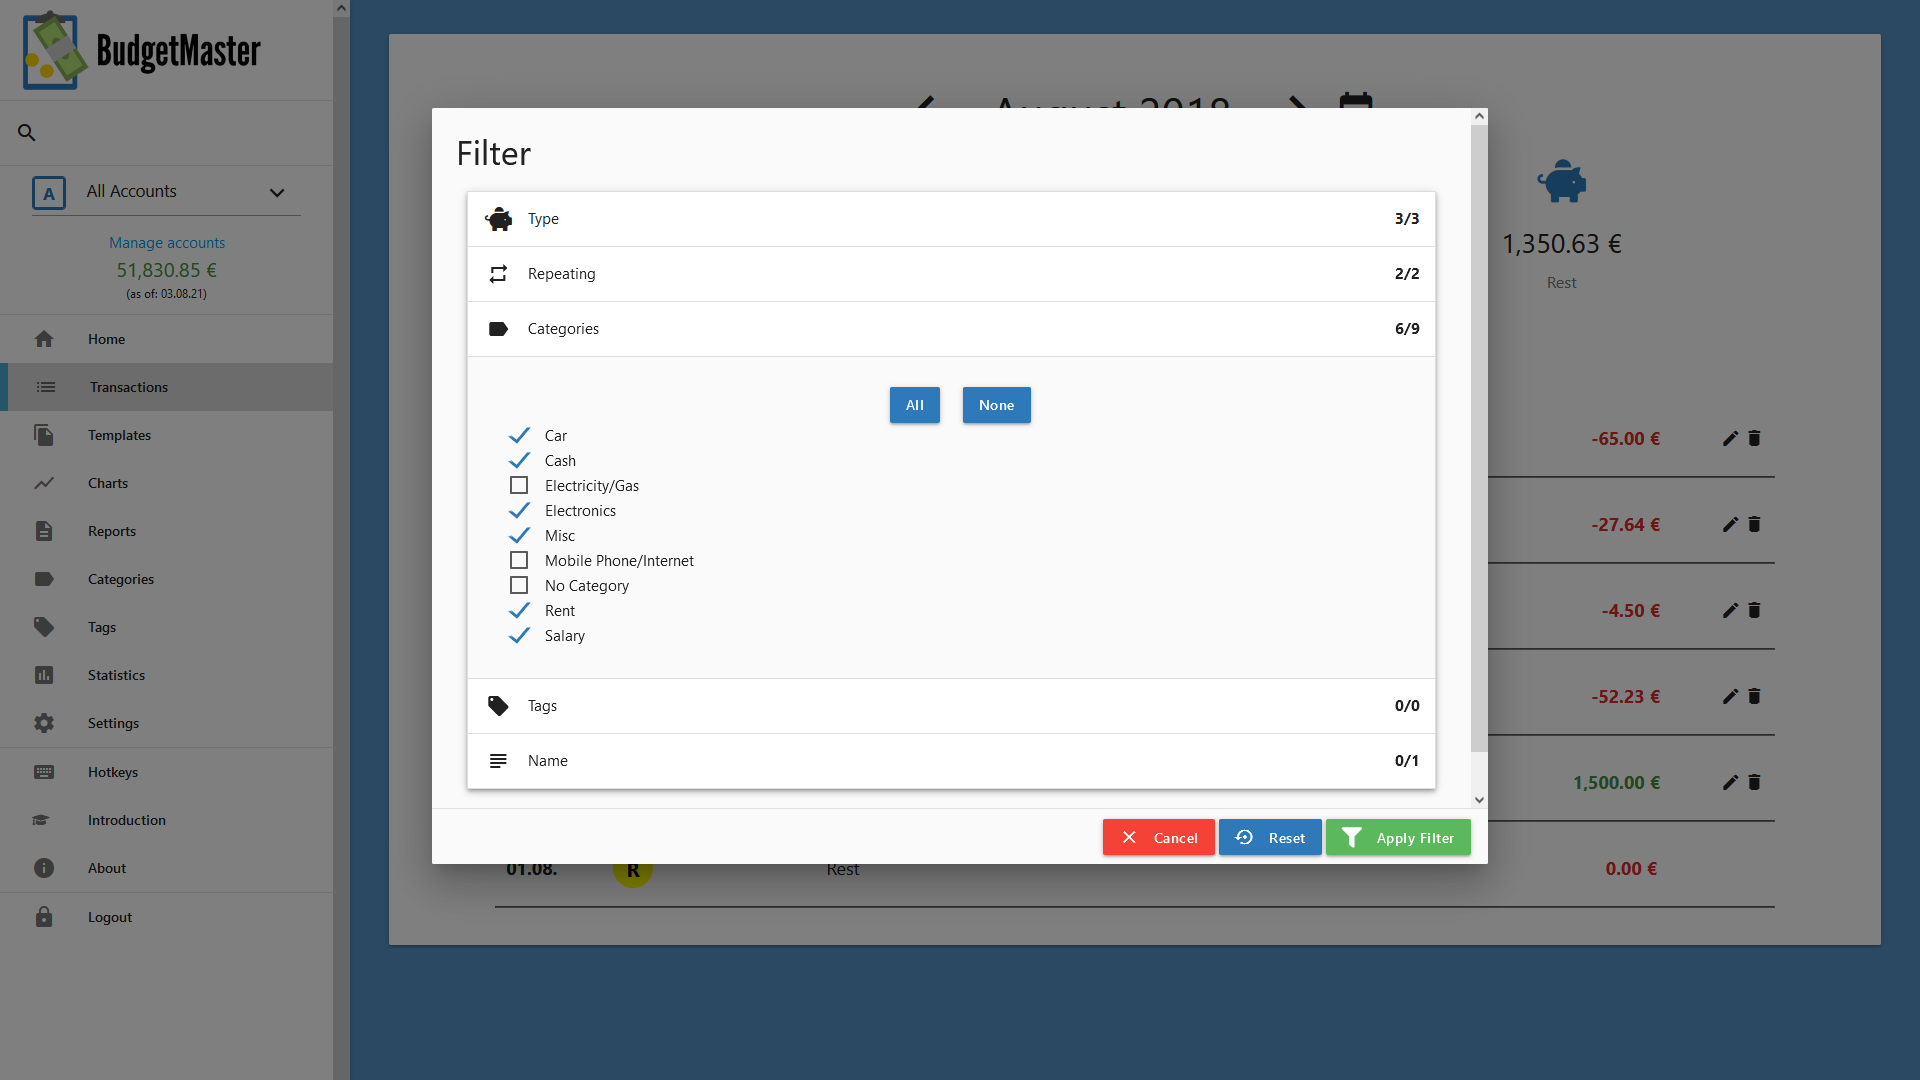 BudgetMaster
A All Accounts
Manage accounts
51,830.85 €
(as of: 03.08.21)
Home
Transactions
Templates
Charts
Reports
Categories
Tags
Statistics
Settings
Hotkeys
Introduction
About
Logout
August 2018
1,350.63 €
Rest
Filter
Type 3/3
Repeating 2/2
Categories 6/9
All None
Car
Cash
Electricity/Gas
Electronics
Misc
Mobile Phone/Internet
No Category
Rent
Salary
Tags 0/0
Name 0/1
Cancel Reset Apply Filter
-65.00 €
-27.64 €
-4.50 €
-52.23 €
1,500.00 €
01.08. R Rest 0.00 €